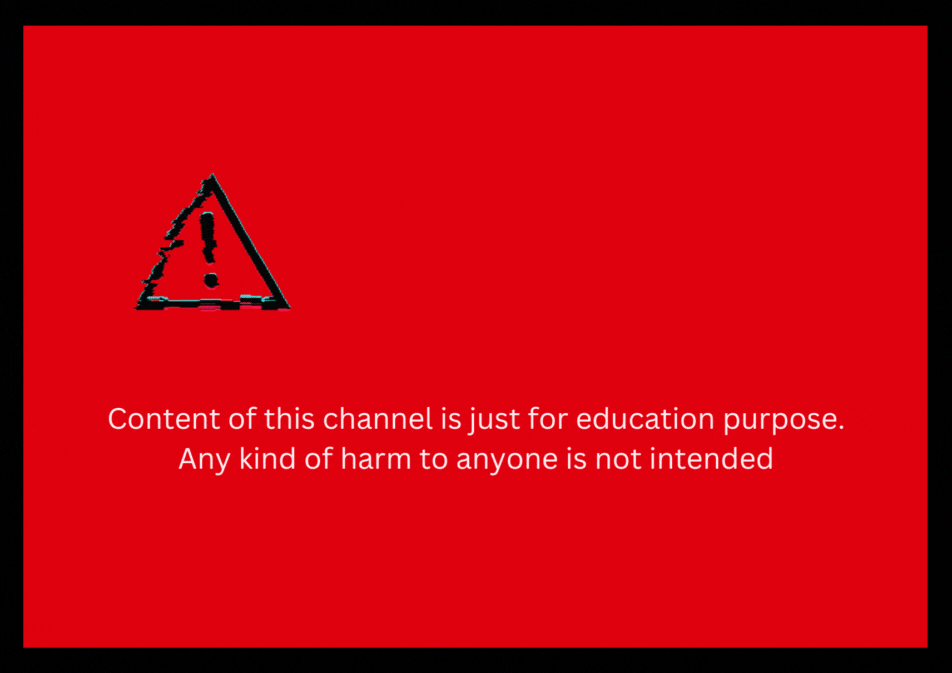 Content of this channel is just for education purpose.
Any kind of harm to anyone is not intended